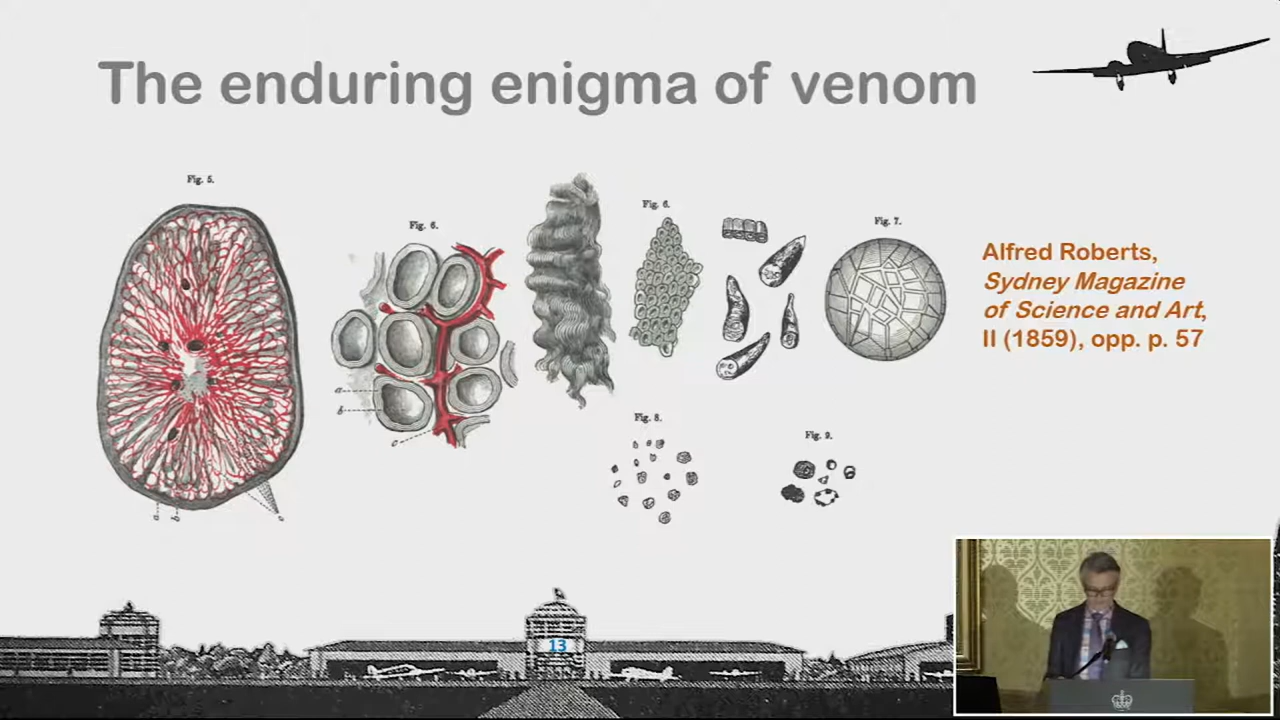 The enduring enigma of venom
Fig. 5.
Fig. 6.
a
b
c
Fig. 6.
Fig. 7.
Alfred Roberts,
Sydney Magazine
of Science and Art,
II (1859), opp. p. 57
Fig. 8.
Fig. 9.
13